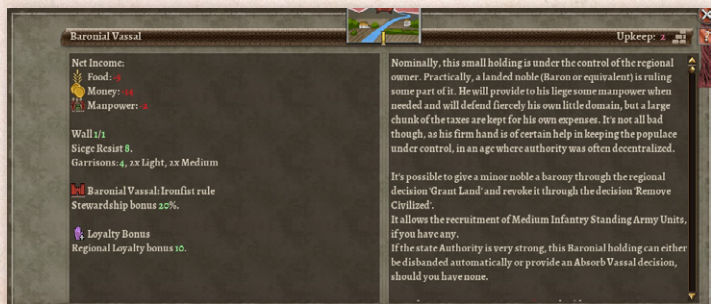 Baronial Vassal
Upkeep: 2
Net Income:
Food: -5
Money: -14
Manpower: -2
Wall 1/1
Siege Resist 8.
Garrisons: 4, 2x Light, 2x Medium
Baronial Vassal: Ironfist rule
Stewardship bonus 20%.
Loyalty Bonus
Regional Loyalty bonus 10.
Nominally, this small holding is under the control of the regional
owner. Practically, a landed noble (Baron or equivalent) is ruling
some part of it. He will provide to his liege some manpower when
needed and will defend fiercely his own little domain, but a large
chunk of the taxes are kept for his own expenses. It's not all bad
though, as his firm hand is of certain help in keeping the populace
under control, in an age where authority was often decentralized.
It's possible to give a minor noble a barony through the regional
decision 'Grant Land' and revoke it through the decision 'Remove
Civilized'.
It allows the recruitment of Medium Infantry Standing Army Units,
if you have any.
If the state Authority is very strong, this Baronial holding can either
be disbanded automatically or provide an Absorb Vassal decision,
should you have none.